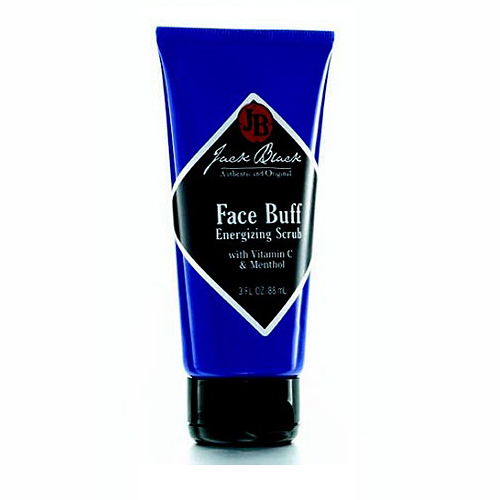 JB
Jack Black
Authentic and Original
Face Buff
Energizing Scrub
with Vitamin C
& Menthol
3 FL OZ·88 mL